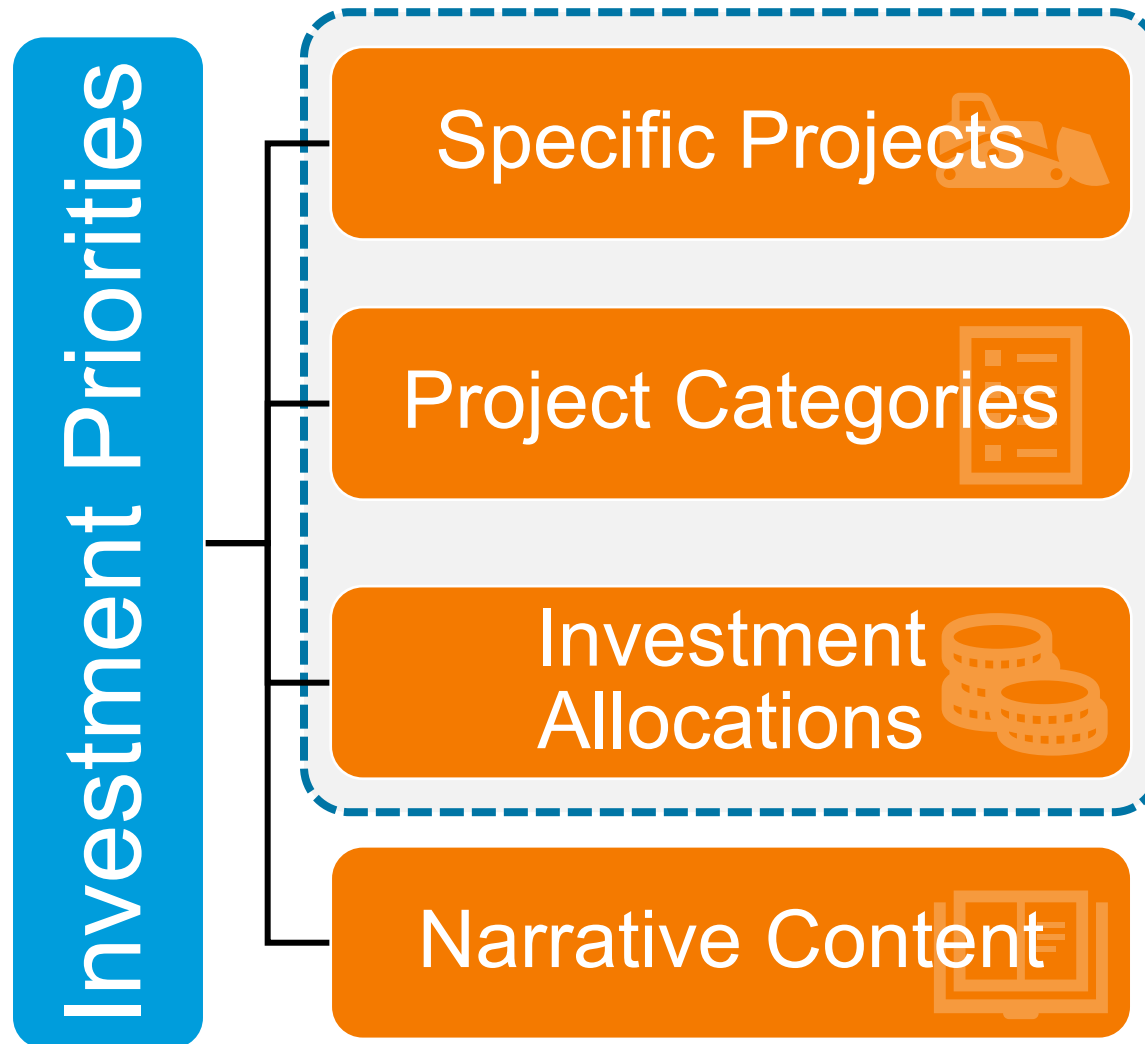 Investment Priorities
Specific Projects
Project Categories
Investment
Allocations
Narrative Content